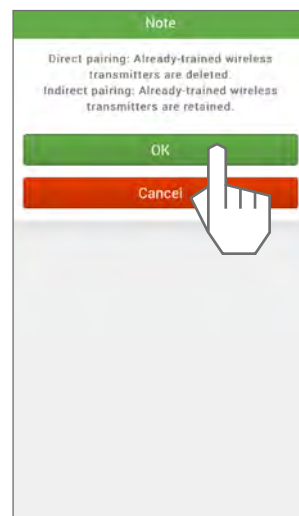 Note
Direct pairing: Already-trained wireless
transmitters are deleted.
Indirect pairing: Already-trained wireless
transmitters are retained.
OK
Cancel